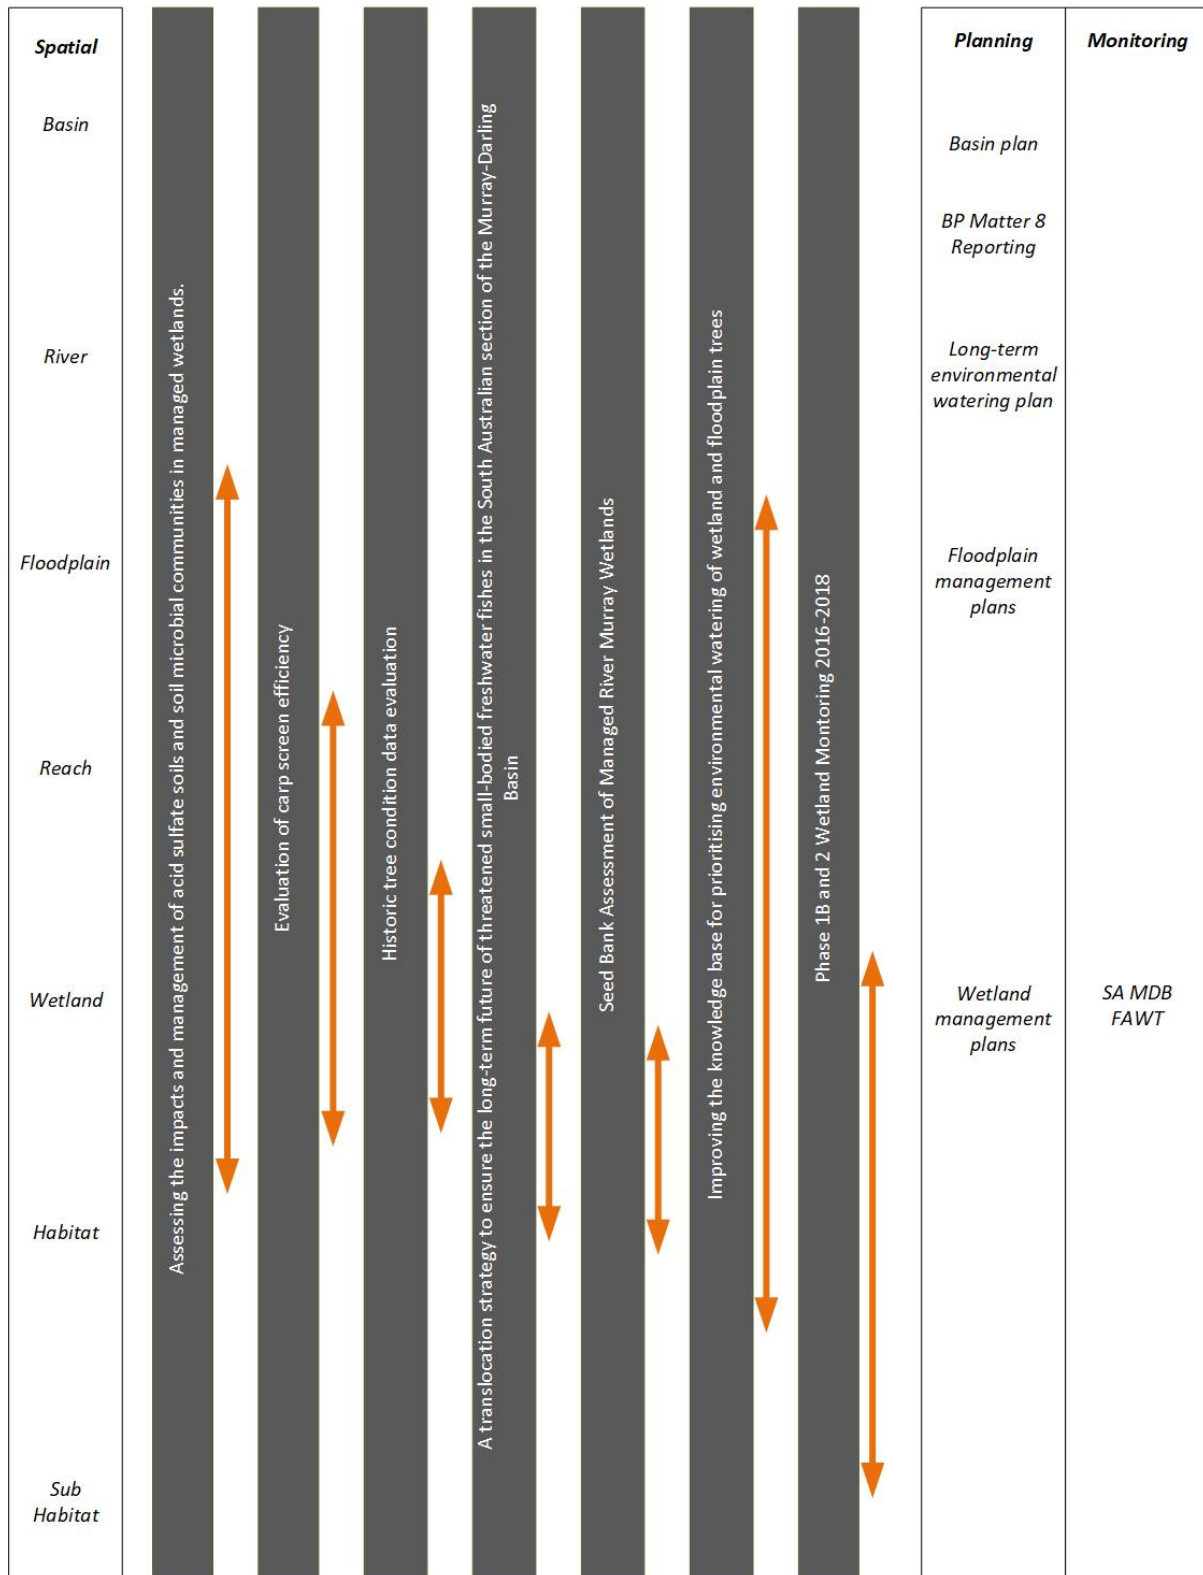 Spatial
Basin
River
Floodplain
Reach
Wetland
Habitat
Sub
Habitat
Assessing the impacts and management of acid sulfate soils and soil microbial communities in managed wetlands.
Evaluation of carp screen efficiency
Historic tree condition data evaluation
A translocation strategy to ensure the long-term future of threatened small-bodied freshwater fishes in the South Australian section of the Murray-Darling
Basin
Seed Bank Assessment of Managed River Murray Wetlands
Improving the knowledge base for prioritising environmental watering of wetland and floodplain trees
Phase 1B and 2 Wetland Montoring 2016-2018
Planning
Basin plan
BP Matter 8
Reporting
Long-term
environmental
watering plan
Floodplain
management
plans
Wetland
management
plans
Monitoring
SA MDB
FAWT